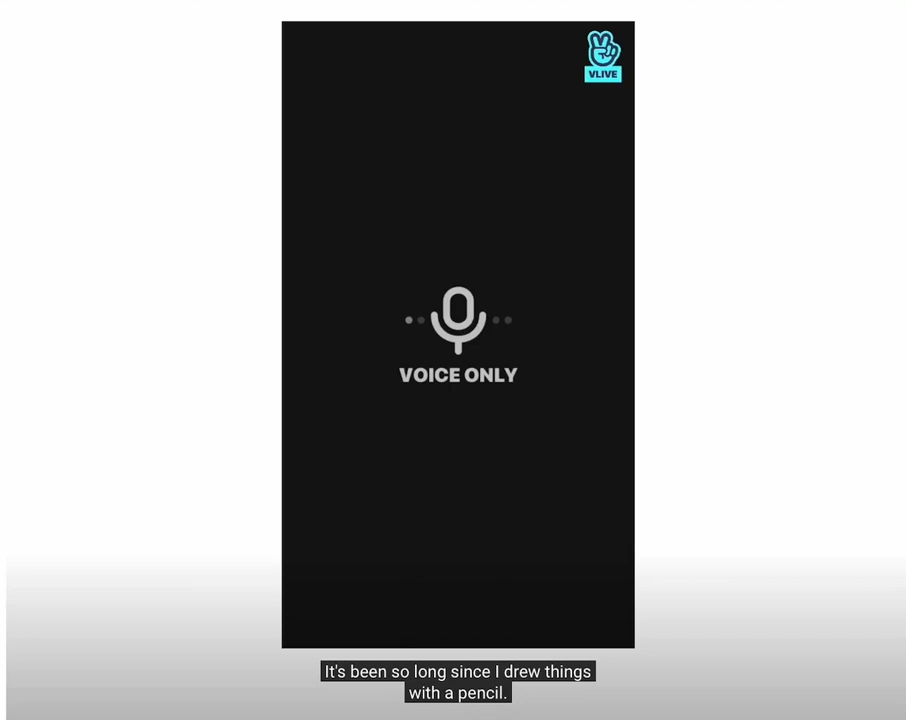 VLIVE
VOICE ONLY
It's been so long since I drew things
with a pencil.